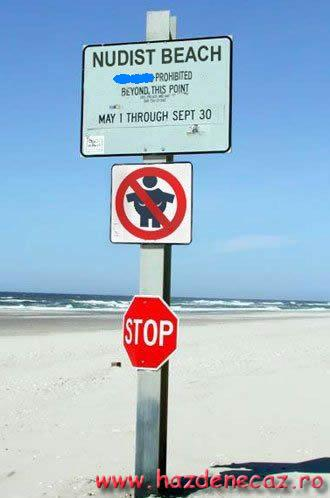 NUDIST BEACH
PROHIBITED
BEYOND THIS POINT
MAY 1 THROUGH SEPT 30
STOP
www.hazdenecaz.ro